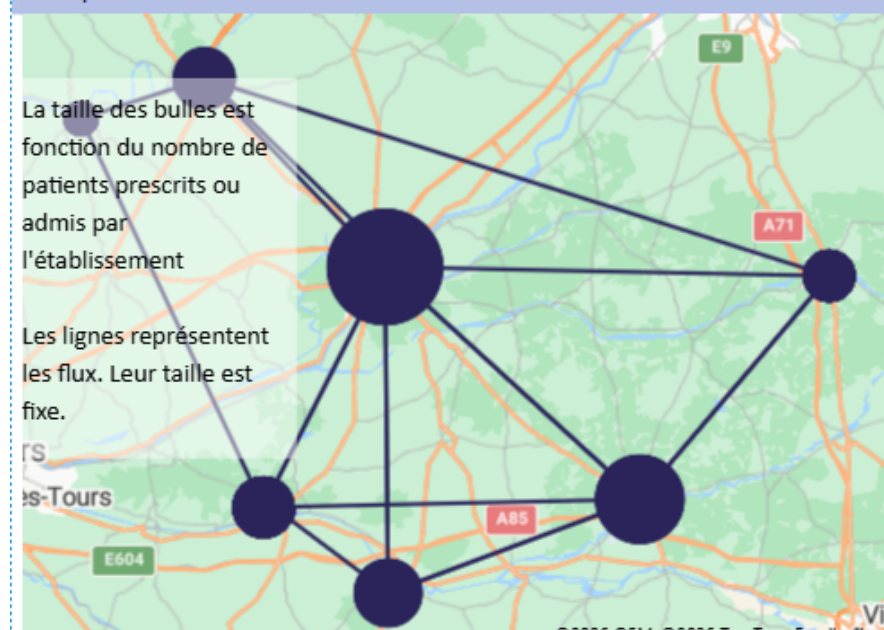 E9
La taille des bulles est
fonction du nombre de
patients prescrits ou
admis par
l'établissement
A71
Les lignes représentent
les flux. Leur taille est
fixe.
es-Tours
A85
E604
Vi